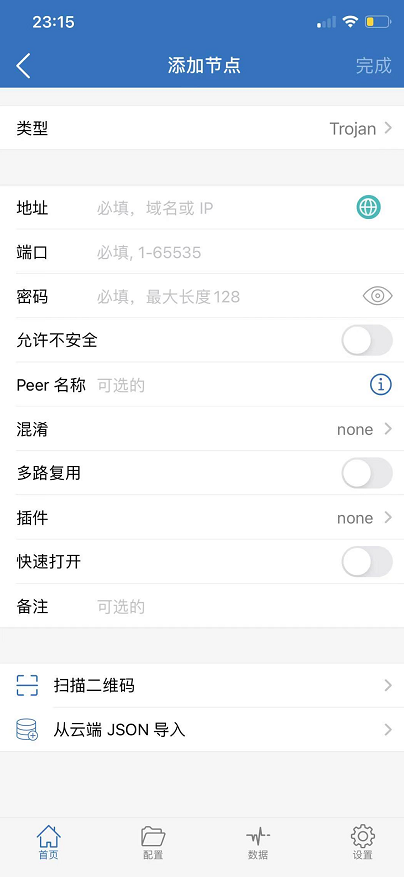 23:15
添加节点
完成
类型 Trojan
地址 必填，域名或 IP
端口 必填, 1-65535
密码 必填，最大长度128
允许不安全
Peer 名称 可选的
混淆 none
多路复用
插件 none
快速打开
备注 可选的
扫描二维码
从云端 JSON 导入
首页 配置 数据 设置